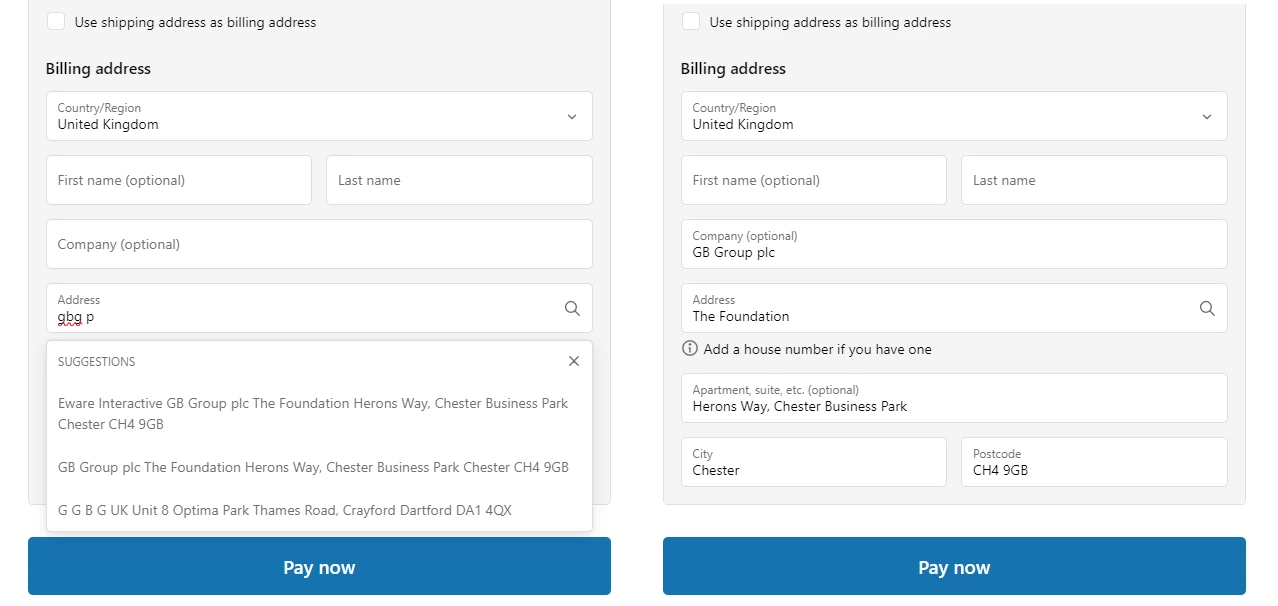 Use shipping address as billing address
Billing address
Country/Region
United Kingdom
First name (optional)
Last name
Company (optional)
Address
gbg p
SUGGESTIONS
Eware Interactive GB Group plc The Foundation Herons Way, Chester Business Park
Chester CH4 9GB
GB Group plc The Foundation Herons Way, Chester Business Park Chester CH4 9GB
G G B G UK Unit 8 Optima Park Thames Road, Crayford Dartford DA1 4QX
Pay now
Use shipping address as billing address
Billing address
Country/Region
United Kingdom
First name (optional)
Last name
Company (optional)
GB Group plc
Address
The Foundation
Add a house number if you have one
Apartment, suite, etc. (optional)
Herons Way, Chester Business Park
City
Chester
Postcode
CH4 9GB
Pay now